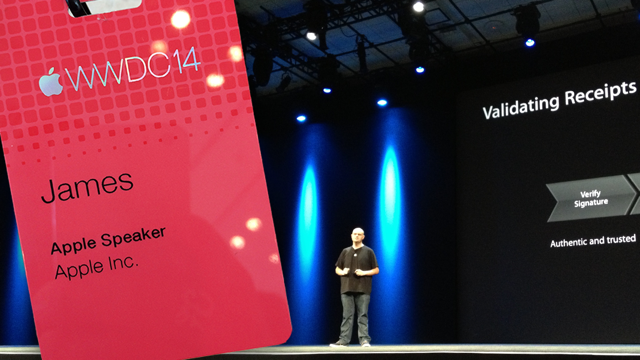 WWDC14
James
Apple Speaker
Apple Inc.
Validating Receipts
Verify
Signature
Authentic and trusted